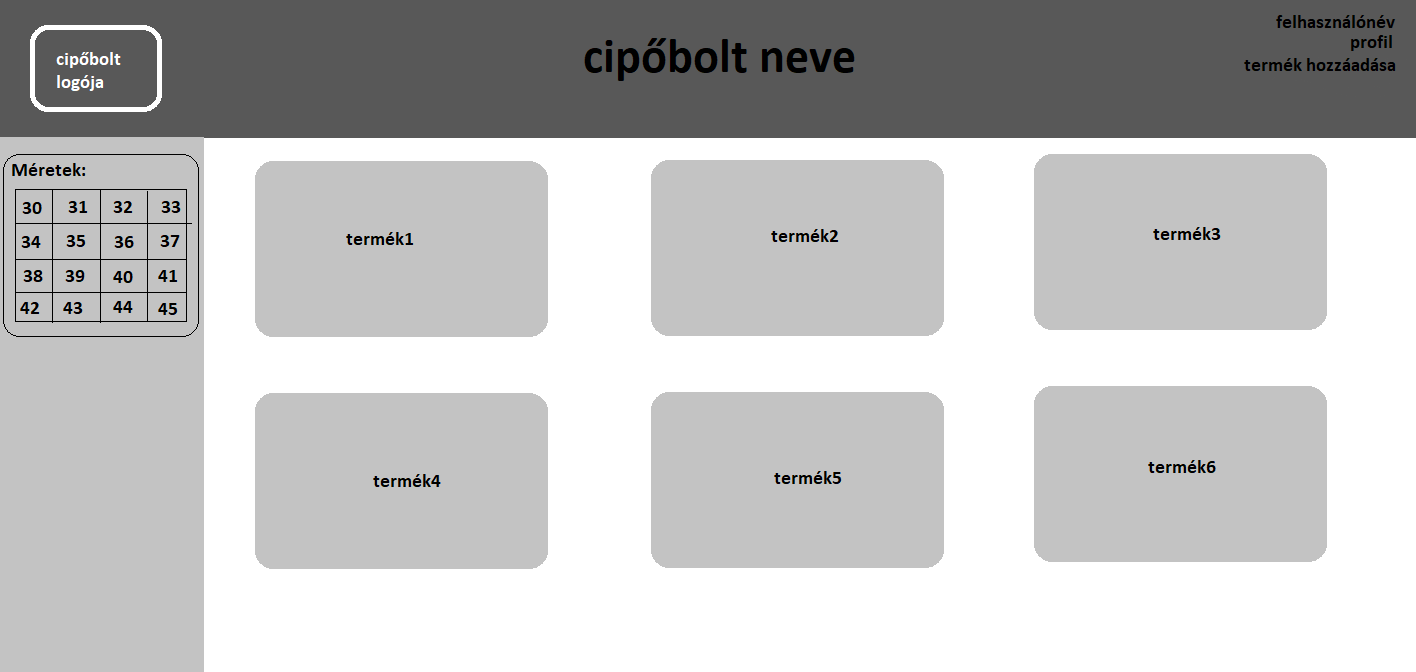 cipőbolt
logója
cipőbolt neve
felhasználónév
profil
termék hozzáadása
Méretek:
30 31 32 33
34 35 36 37
38 39 40 41
42 43 44 45
termék1
termék2
termék3
termék4
termék5
termék6